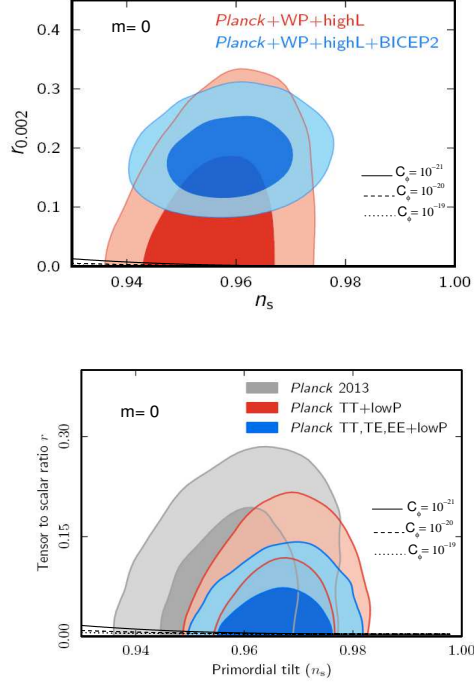 m= 0
Planck+WP+highL
Planck+WP+highL+BICEP2
r0.002
0.4
0.3
0.2
0.1
0.0
C_ϕ = 10^-21
C_ϕ = 10^-20
C_ϕ = 10^-19
0.94 0.96 0.98 1.00
n_s
m= 0
Planck 2013
Planck TT+lowP
Planck TT,TE,EE+lowP
Tensor to scalar ratio r
0.30
0.15
0.00
C_ϕ = 10^-21
C_ϕ = 10^-20
C_ϕ = 10^-19
0.94 0.96 0.98 1.00
Primordial tilt (n_s)